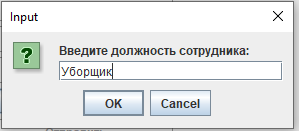 Input
Введите должность сотрудника:
Уборщик
OK
Cancel